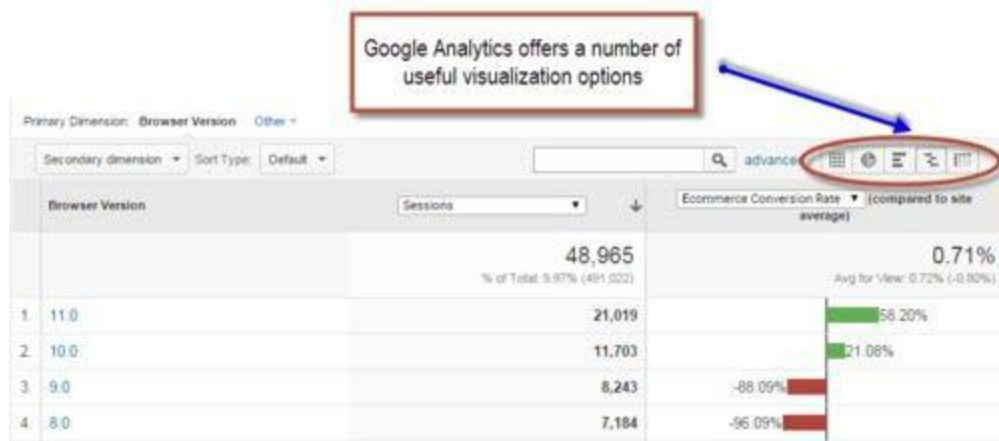 Google Analytics offers a number of
useful visualization options
Primary Dimension: Browser Version Other
Secondary dimension Sort Type: Default advance
Browser Version Sessions Ecommerce Conversion Rate (compared to site
average)
48,965 0.71%
% of Total: 9.97% (491,022) Avg for View: 0.72% (-0.80%)
1. 11.0 21,019 58.20%
2. 10.0 11,703 21.08%
3. 9.0 8,243 -88.09%
4. 8.0 7,184 -96.09%